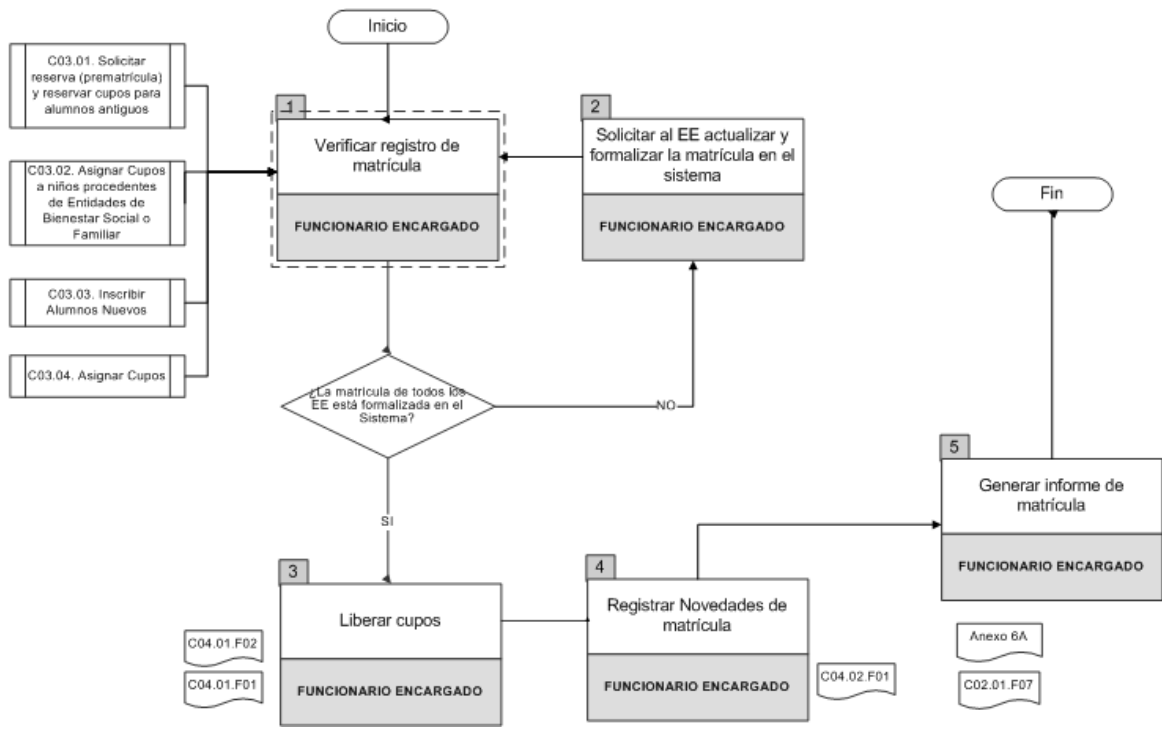 Inicio
C03.01. Solicitar
reserva (prematrícula)
y reservar cupos para
alumnos antiguos
C03.02. Asignar Cupos
a niños procedentes
de Entidades de
Bienestar Social o
Familiar
C03.03. Inscribir
Alumnos Nuevos
C03.04. Asignar Cupos
1
Verificar registro de
matrícula
FUNCIONARIO ENCARGADO
2
Solicitar al EE actualizar y
formalizar la matrícula en el
sistema
FUNCIONARIO ENCARGADO
Fin
¿La matrícula de todos los
EE está formalizada en el
Sistema?
NO
SI
3
Liberar cupos
FUNCIONARIO ENCARGADO
C04.01.F02
C04.01.F01
4
Registrar Novedades de
matrícula
FUNCIONARIO ENCARGADO
C04.02.F01
5
Generar informe de
matrícula
FUNCIONARIO ENCARGADO
Anexo 6A
C02.01.F07